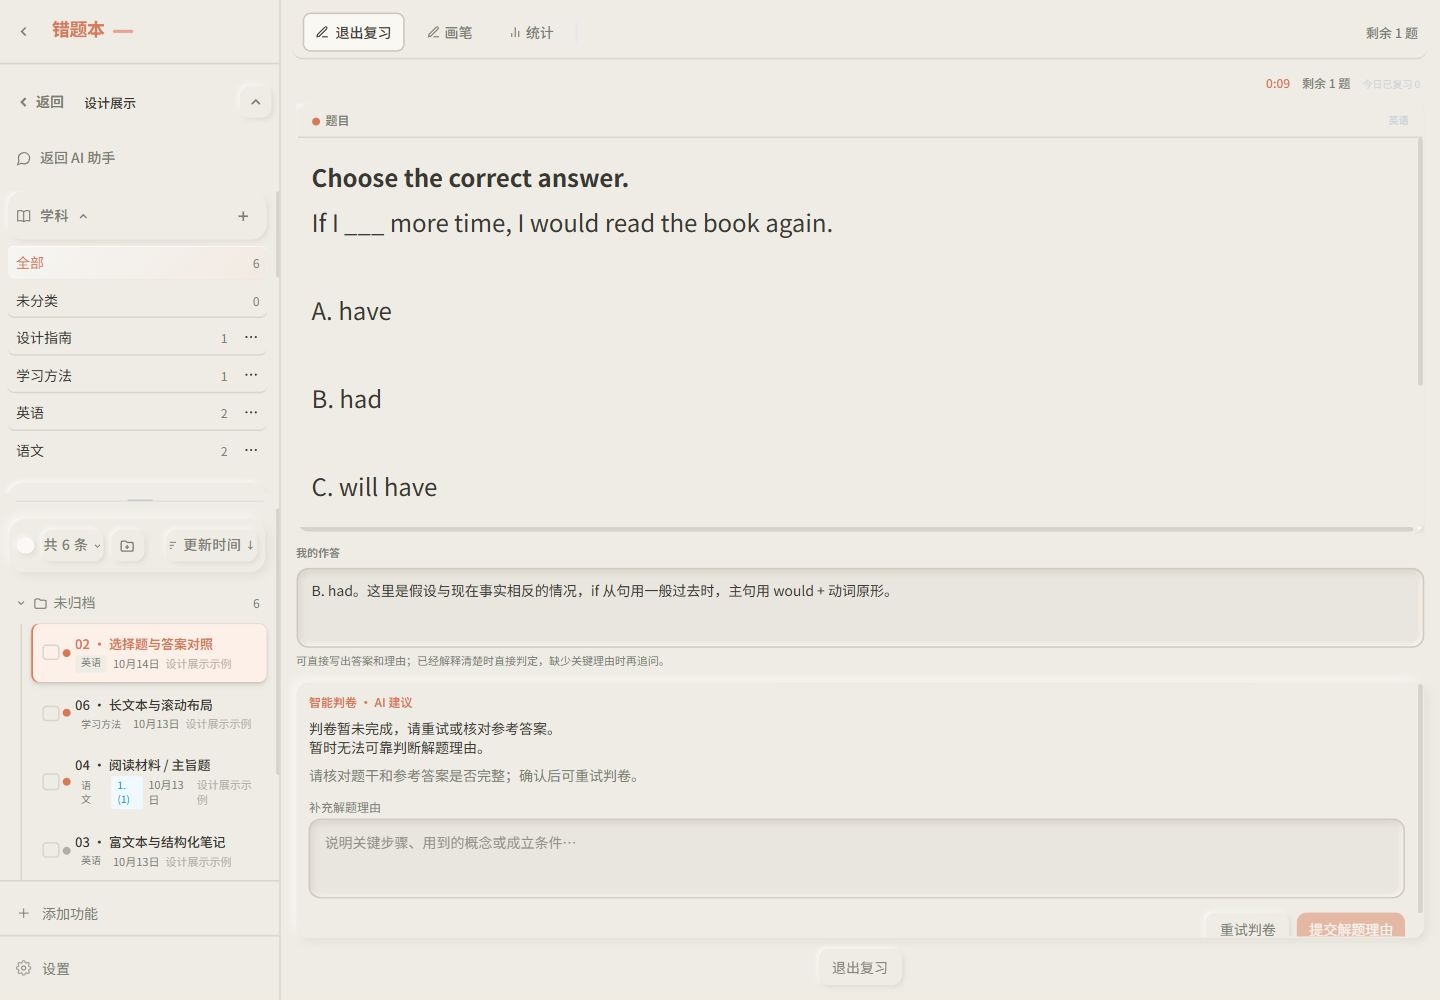 错题本
退出复习
画笔
统计
剩余 1 题
返回
设计展示
0:09
剩余 1 题
今日已复习 0
题目
英语
返回 AI 助手
Choose the correct answer.
If I ___ more time, I would read the book again.
A. have
B. had
C. will have
学科
全部 6
未分类 0
设计指南 1 ···
学习方法 1 ···
英语 2 ···
语文 2 ···
共 6 条
更新时间 ↓
未归档 6
02 · 选择题与答案对照
英语 10月14日 设计展示示例
06 · 长文本与滚动布局
学习方法 10月13日 设计展示示例
04 · 阅读材料 / 主旨题
语文 1.(1) 10月13日 设计展示示例
03 · 富文本与结构化笔记
英语 10月13日 设计展示示例
添加功能
设置
我的作答
B. had。这里是假设与现在事实相反的情况，if 从句用一般过去时，主句用 would + 动词原形。
可直接写出答案和理由；已经解释清楚时直接判定，缺少关键理由时再追问。
智能判卷 · AI 建议
判卷暂未完成，请重试或核对参考答案。
暂时无法可靠判断解题理由。
请核对题干和参考答案是否完整；确认后可重试判卷。
补充解题理由
说明关键步骤、用到的概念或成立条件…
重试判卷
提交解题理由
退出复习